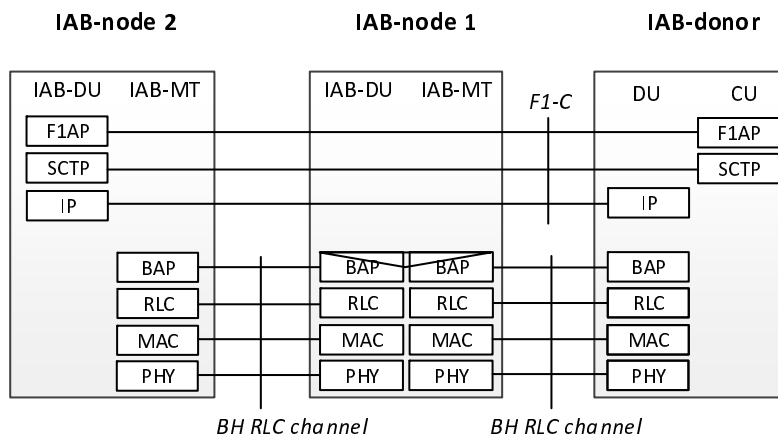 IAB-node 2 IAB-node 1 IAB-donor
IAB-DU IAB-MT IAB-DU IAB-MT F1-C DU CU
F1AP F1AP
SCTP SCTP
IP IP
BAP BAP BAP BAP
RLC RLC RLC RLC
MAC MAC MAC MAC
PHY PHY PHY PHY
BH RLC channel BH RLC channel